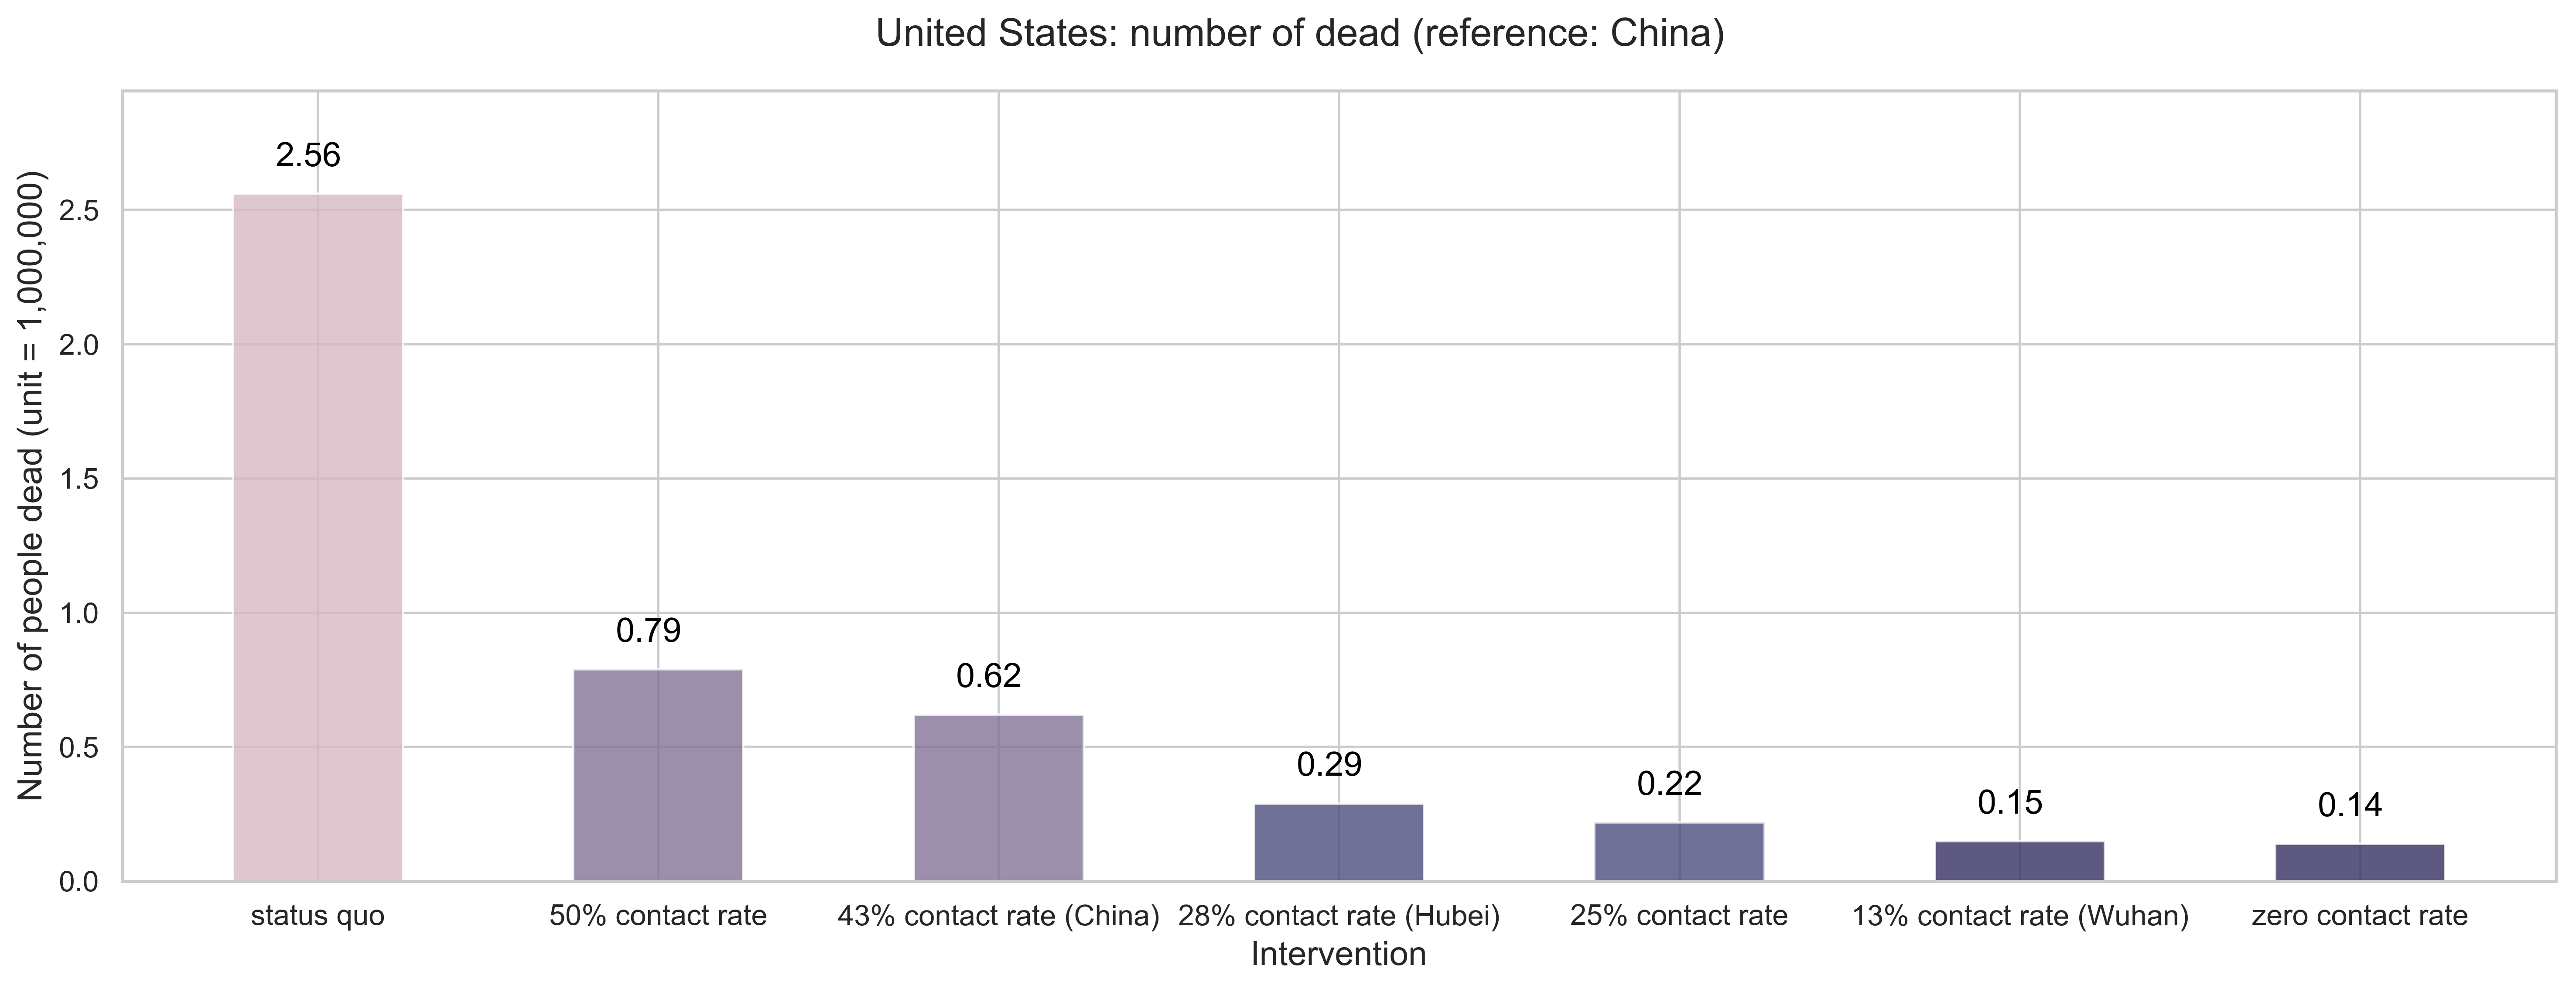 United States: number of dead (reference: China)
Number of people dead (unit = 1,000,000)
2.5
2.0
1.5
1.0
0.5
0.0
2.56
0.79
0.62
0.29
0.22
0.15
0.14
status quo
50% contact rate
43% contact rate (China)
28% contact rate (Hubei)
25% contact rate
13% contact rate (Wuhan)
zero contact rate
Intervention